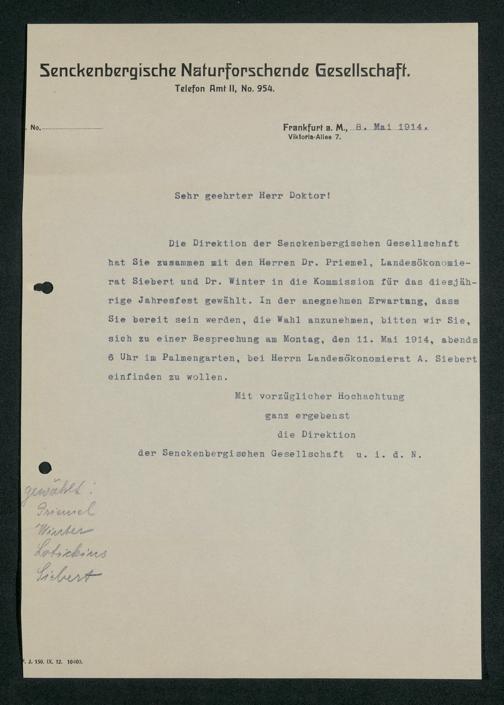 Senckenbergische Naturforschende Gesellschaft.
Telefon Amt II, No. 954.
. No.
Frankfurt a. M., 8. Mai 1914.
Viktoria-Allee 7.
Sehr geehrter Herr Doktor!
Die Direktion der Senckenbergischen Gesellschaft
hat Sie zusammen mit den Herren Dr. Priemel, Landesökonomie-
rat Siebert und Dr. Winter in die Kommission für das diesjäh-
rige Jahresfest gewählt. In der anegnehmen Erwartung, dass
Sie bereit sein werden, die Wahl anzunehmen, bitten wir Sie,
sich zu einer Besprechung am Montag, den 11. Mai 1914, abends
6 Uhr im Palmengarten, bei Herrn Landesökonomierat A. Siebert
einfinden zu wollen.
Mit vorzüglicher Hochachtung
ganz ergebenst
die Direktion
der Senckenbergischen Gesellschaft u. i. d. N.
gewählt:
Priemel
Winter
Siebert
J. 150. IX. 12. 10403.